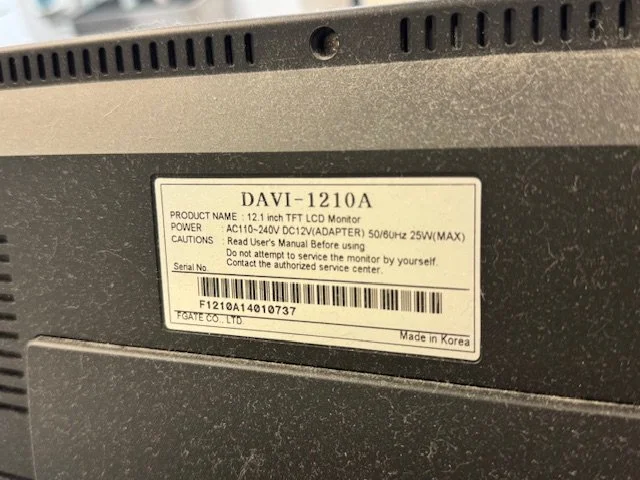 DAVI-1210A
PRODUCT NAME : 12.1 inch TFT LCD Monitor
POWER : AC110~240V DC12V(ADAPTER) 50/60Hz 25W(MAX)
CAUTIONS : Read User's Manual Before using
Do not attempt to service the monitor by yourself.
Contact the authorized service center.
Serial No.
F1210A14010737
FGATE CO., LTD.
Made in Korea